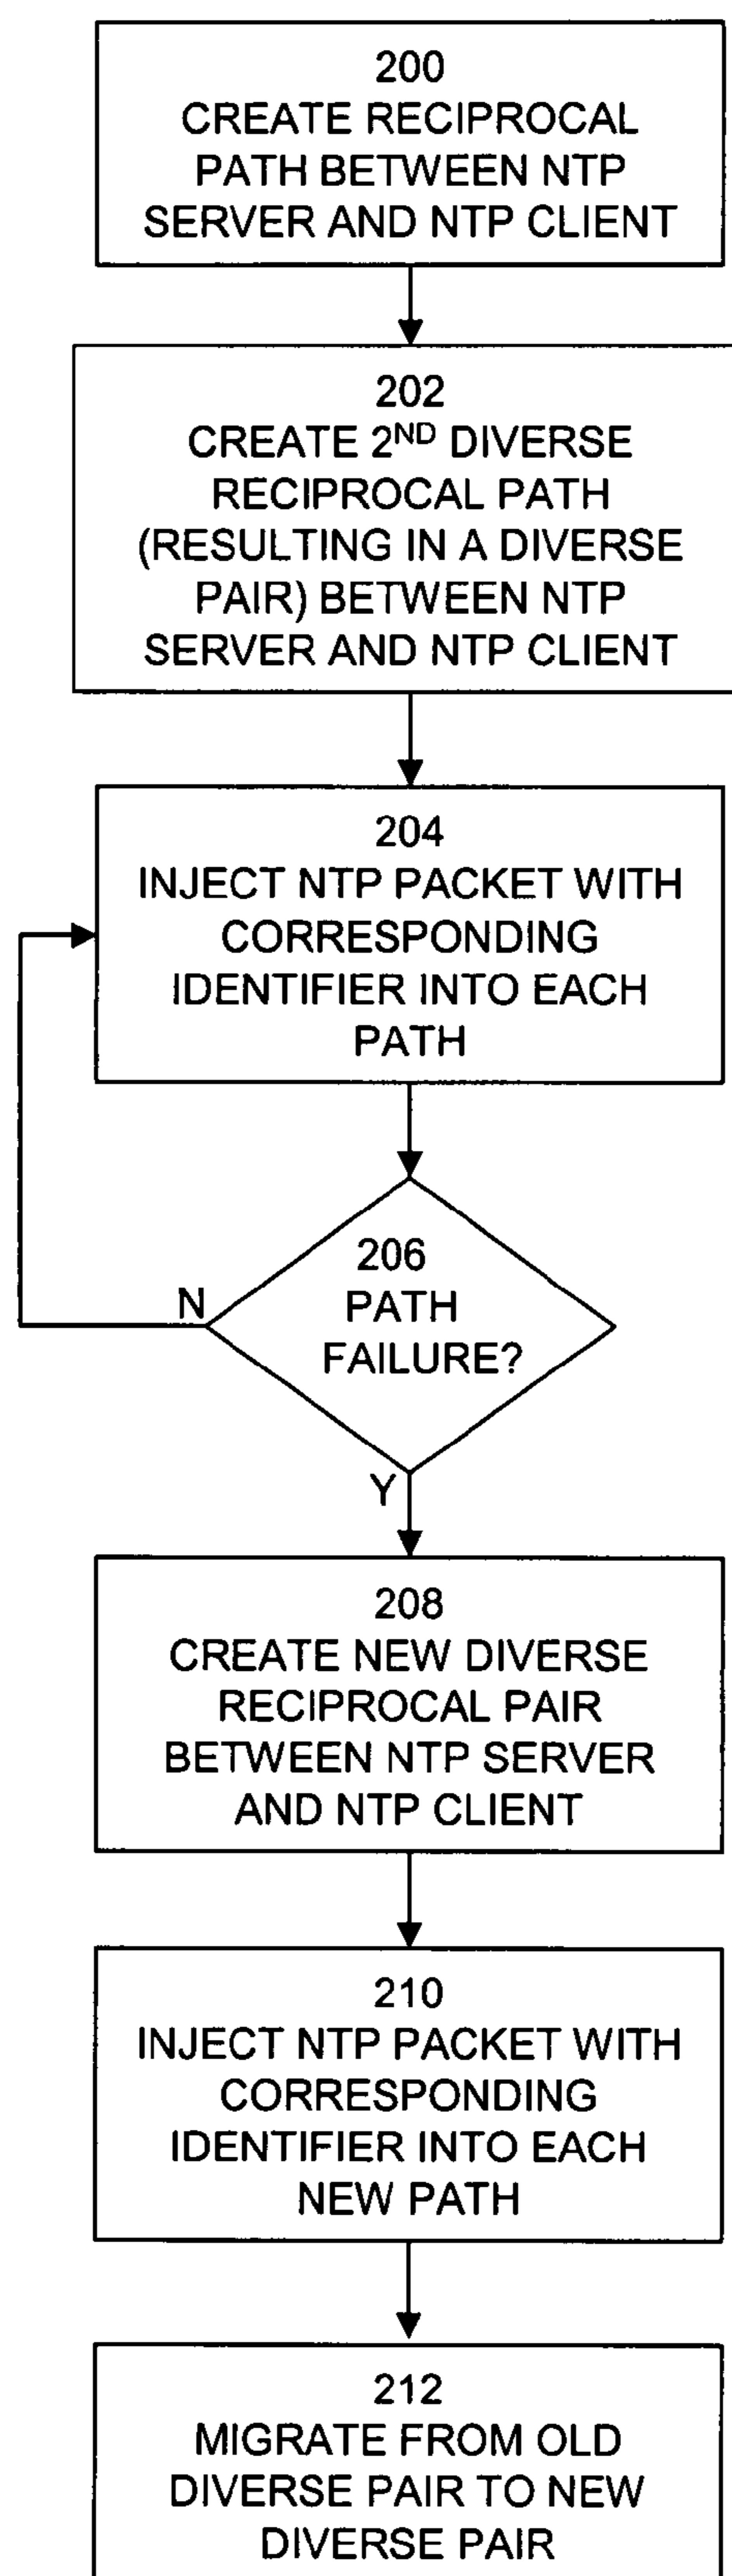 200
CREATE RECIPROCAL
PATH BETWEEN NTP
SERVER AND NTP CLIENT
202
CREATE 2ND DIVERSE
RECIPROCAL PATH
(RESULTING IN A DIVERSE
PAIR) BETWEEN NTP
SERVER AND NTP CLIENT
204
INJECT NTP PACKET WITH
CORRESPONDING
IDENTIFIER INTO EACH
PATH
206
PATH
FAILURE?
N
Y
208
CREATE NEW DIVERSE
RECIPROCAL PAIR
BETWEEN NTP SERVER
AND NTP CLIENT
210
INJECT NTP PACKET WITH
CORRESPONDING
IDENTIFIER INTO EACH
NEW PATH
212
MIGRATE FROM OLD
DIVERSE PAIR TO NEW
DIVERSE PAIR